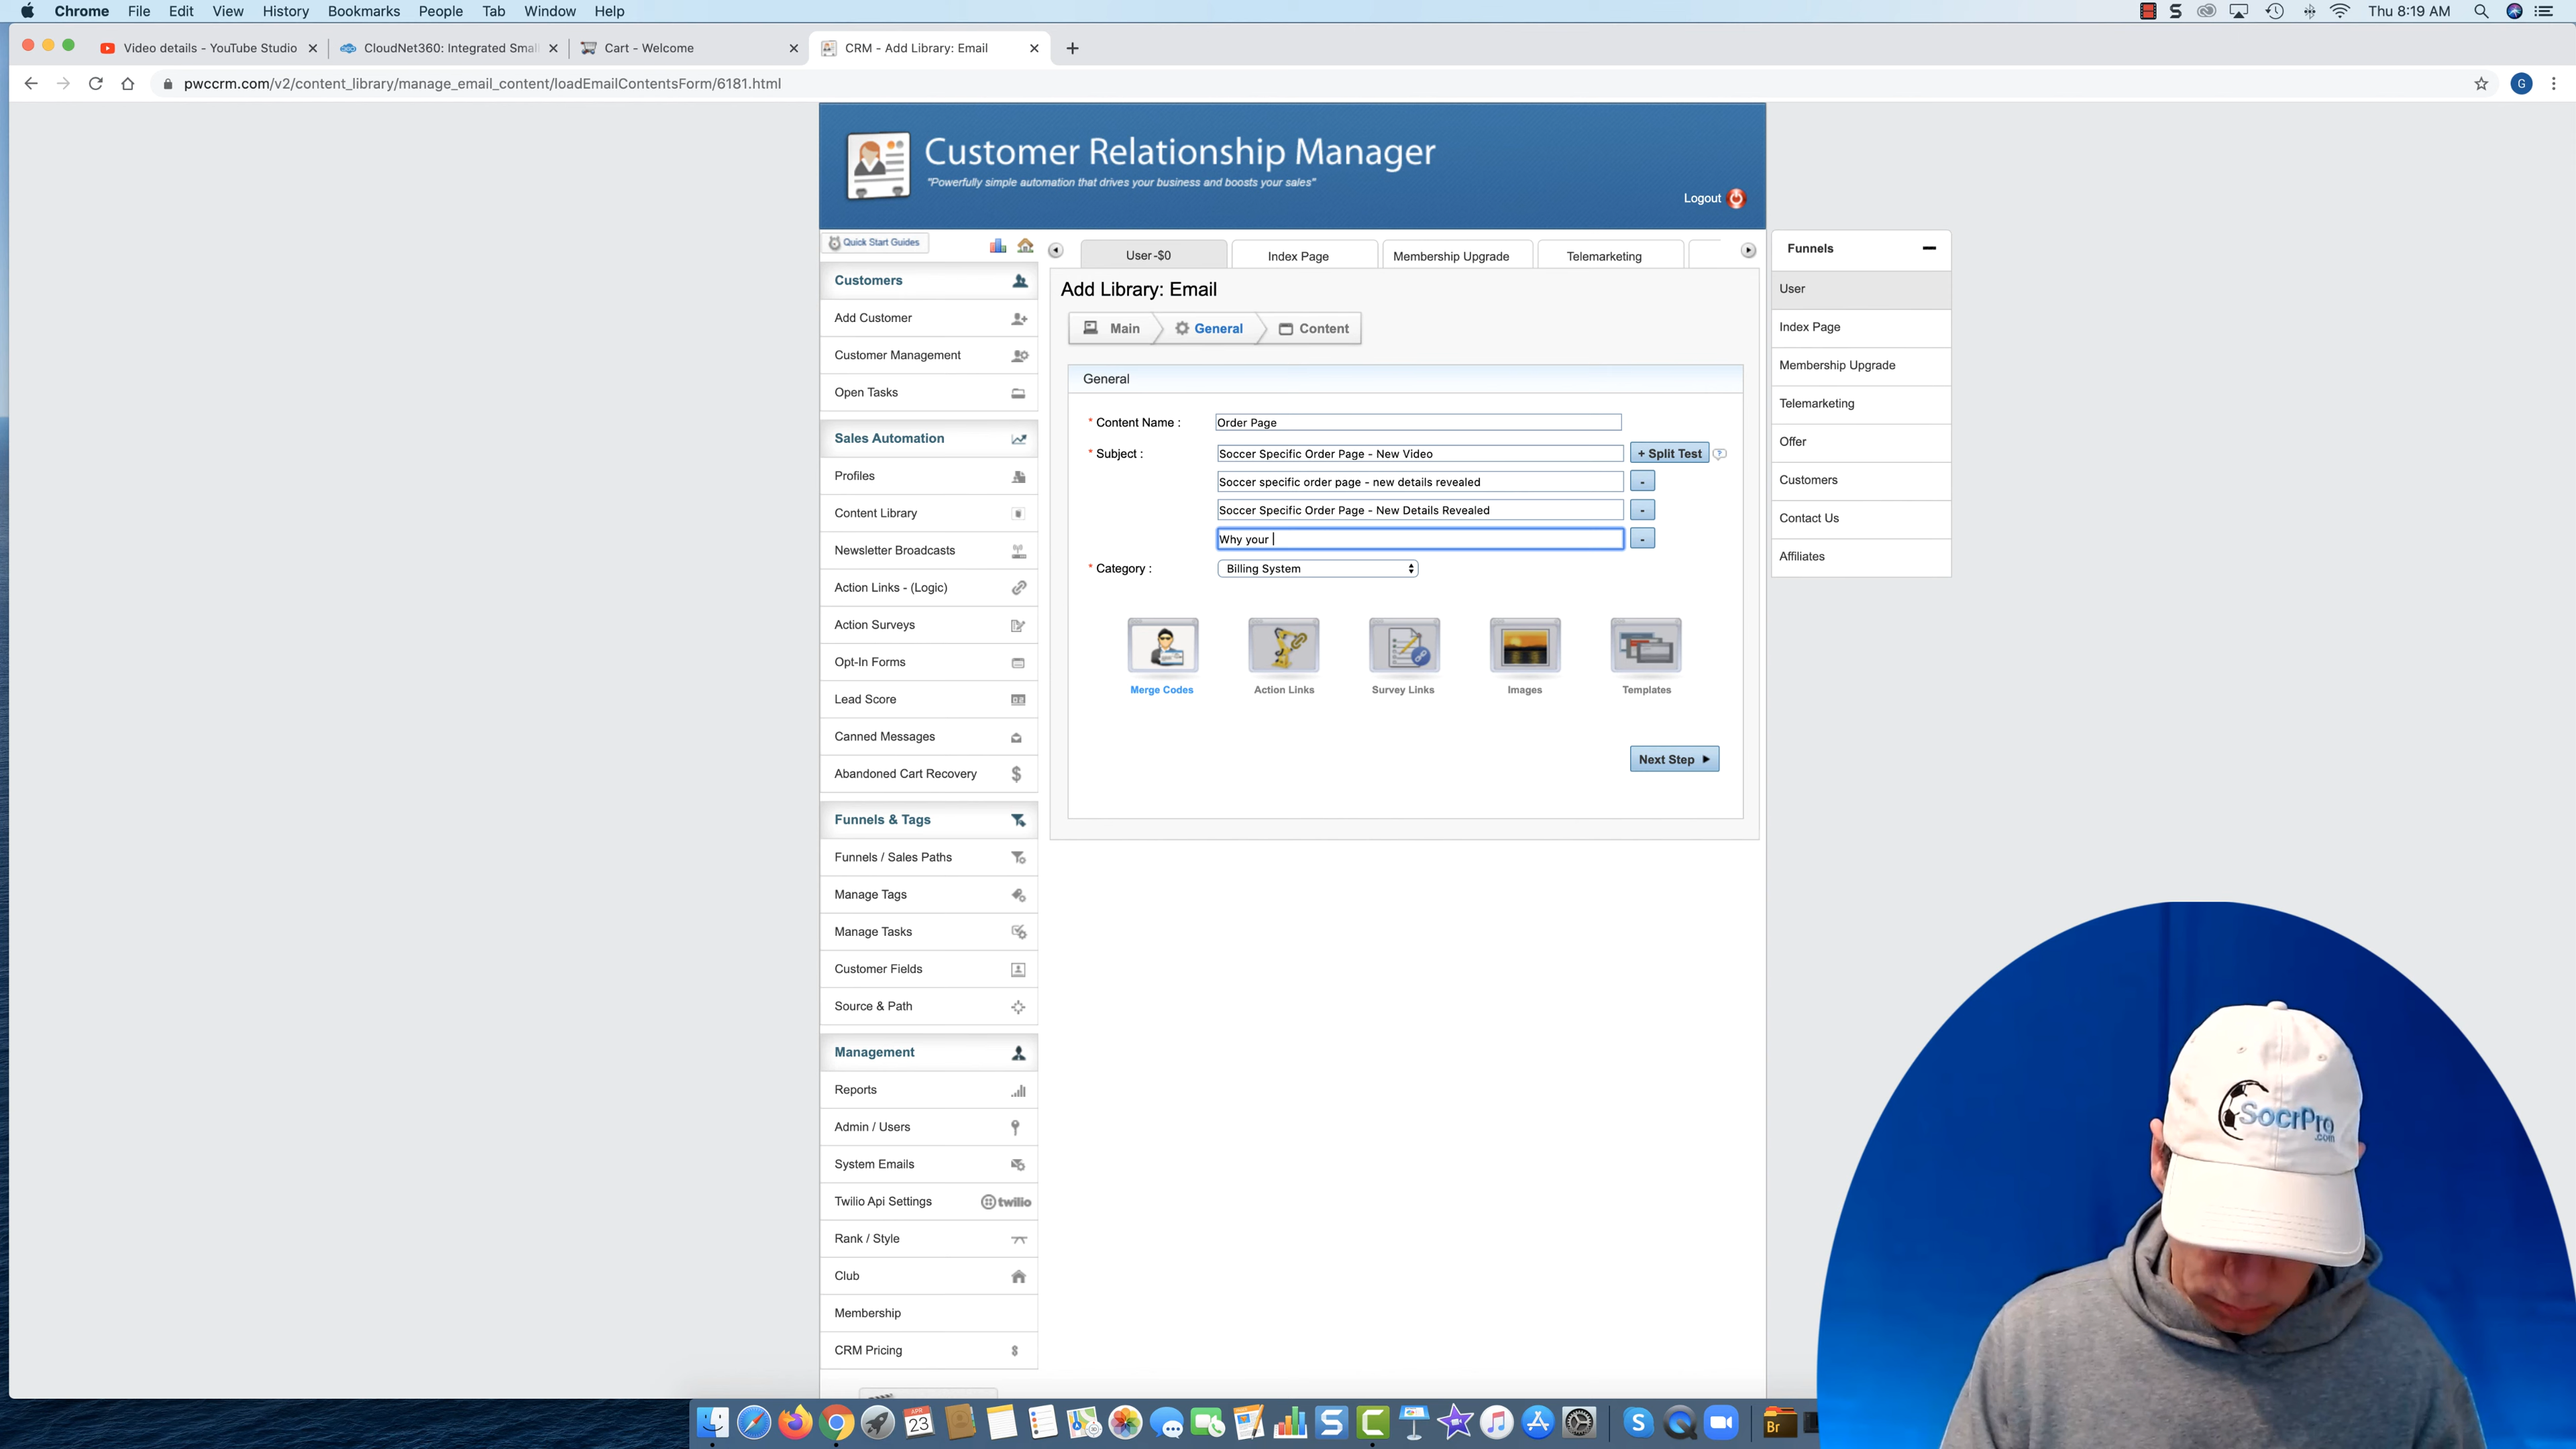 Chrome File Edit View History Bookmarks People Tab Window Help
Thu 8:19 AM
Video details - YouTube Studio
CloudNet360: Integrated Smal
Cart - Welcome
CRM - Add Library: Email
pwccrm.com/v2/content_library/manage_email_content/loadEmailContentsForm/6181.html
G
Customer Relationship Manager
"Powerfully simple automation that drives your business and boosts your sales"
Logout
Quick Start Guides
Customers
Add Customer
Customer Management
Open Tasks
Sales Automation
Profiles
Content Library
Newsletter Broadcasts
Action Links - (Logic)
Action Surveys
Opt-In Forms
Lead Score
Canned Messages
Abandoned Cart Recovery
Funnels & Tags
Funnels / Sales Paths
Manage Tags
Manage Tasks
Customer Fields
Source & Path
Management
Reports
Admin / Users
System Emails
Twilio Api Settings
twilio
Rank / Style
Club
Membership
CRM Pricing
User-$0
Index Page
Membership Upgrade
Telemarketing
Add Library: Email
Main
General
Content
General
* Content Name : Order Page
* Subject : Soccer Specific Order Page - New Video
+ Split Test
?
Soccer specific order page - new details revealed
-
Soccer Specific Order Page - New Details Revealed
-
Why your
-
* Category : Billing System
Merge Codes
Action Links
Survey Links
Images
Templates
Next Step
Funnels
User
Index Page
Membership Upgrade
Telemarketing
Offer
Customers
Contact Us
Affiliates
SocrPro
.com
APR
23
Br